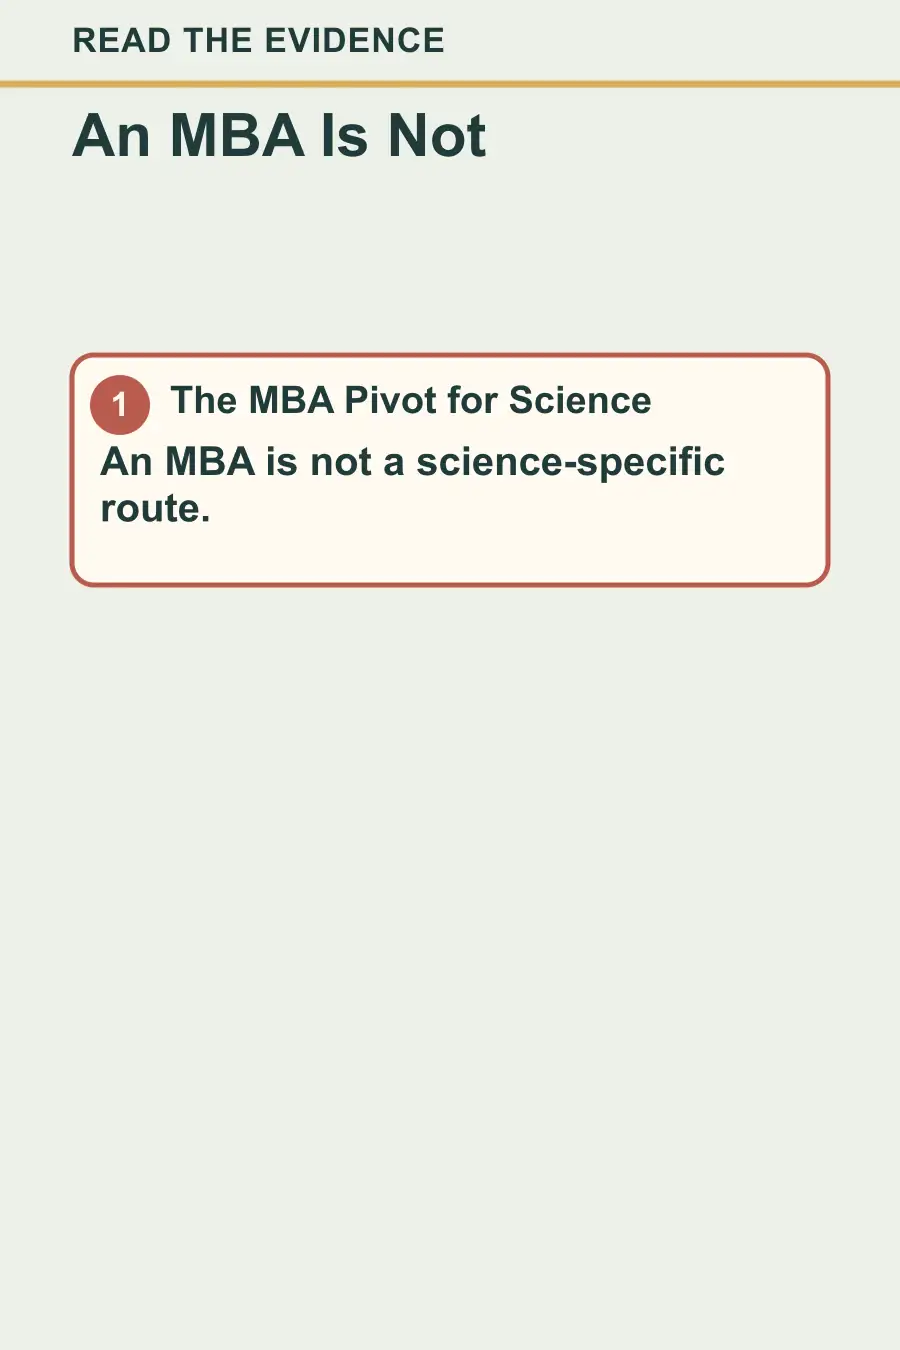 READ THE EVIDENCE
An MBA Is Not
1 The MBA Pivot for Science
An MBA is not a science-specific
route.